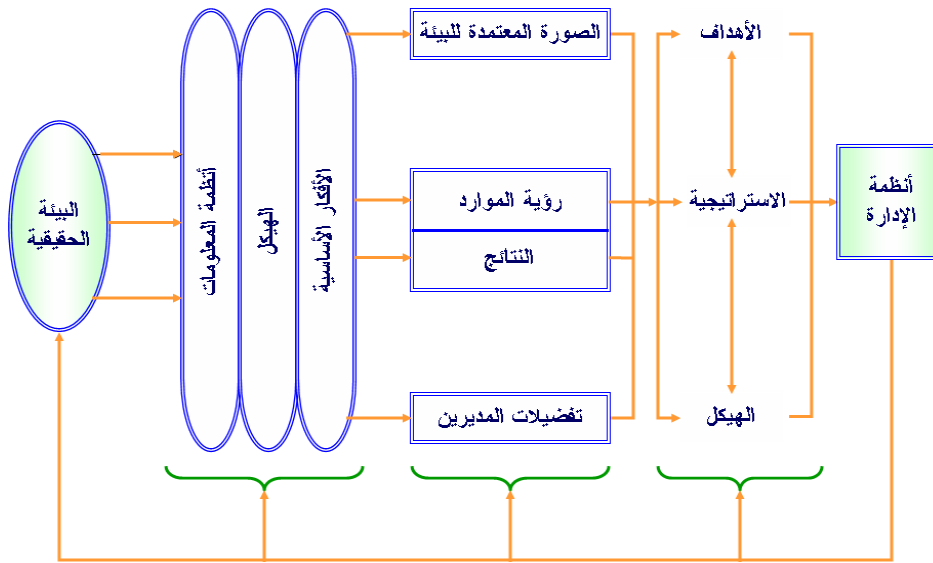 البيئة
الحقيقية
أنظمة المعلومات
الهيكل
الأفكار الأساسية
الصورة المعتمدة للبيئة
رؤية الموارد
النتائج
تفضيلات المديرين
الأهداف
الاستراتيجية
الهيكل
أنظمة
الإدارة